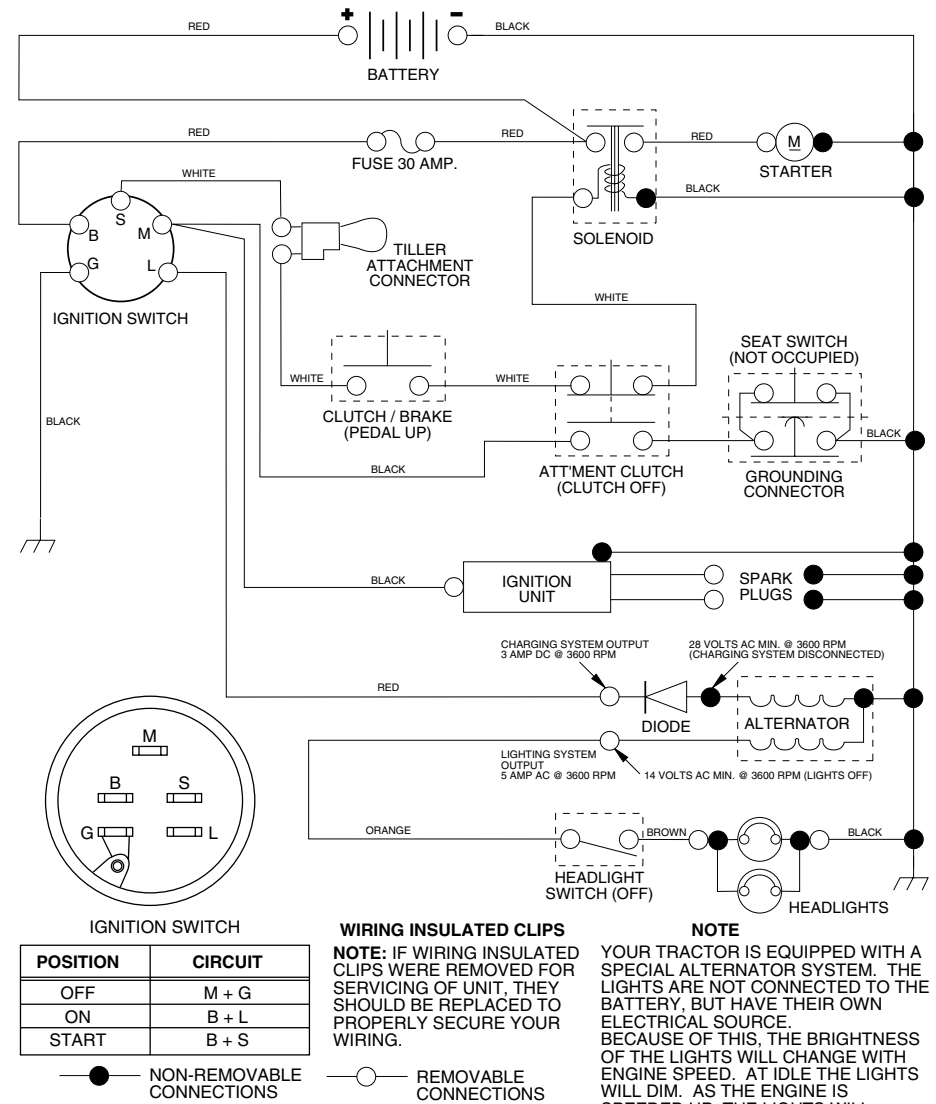 + -
RED
BLACK
BATTERY
RED
RED
RED
M
FUSE 30 AMP.
STARTER
WHITE
BLACK
S
B
M
G
L
SOLENOID
TILLER
ATTACHMENT
CONNECTOR
IGNITION SWITCH
WHITE
SEAT SWITCH
(NOT OCCUPIED)
WHITE
WHITE
CLUTCH / BRAKE
(PEDAL UP)
BLACK
BLACK
BLACK
ATT'MENT CLUTCH
(CLUTCH OFF)
GROUNDING
CONNECTOR
BLACK
IGNITION
UNIT
SPARK
PLUGS
CHARGING SYSTEM OUTPUT
3 AMP DC @ 3600 RPM
28 VOLTS AC MIN. @ 3600 RPM
(CHARGING SYSTEM DISCONNECTED)
RED
DIODE
ALTERNATOR
LIGHTING SYSTEM
OUTPUT
5 AMP AC @ 3600 RPM
14 VOLTS AC MIN. @ 3600 RPM (LIGHTS OFF)
M
B
S
G
L
ORANGE
BROWN
BLACK
HEADLIGHT
SWITCH (OFF)
HEADLIGHTS
IGNITION SWITCH
POSITION CIRCUIT
OFF M + G
ON B + L
START B + S
WIRING INSULATED CLIPS
NOTE: IF WIRING INSULATED
CLIPS WERE REMOVED FOR
SERVICING OF UNIT, THEY
SHOULD BE REPLACED TO
PROPERLY SECURE YOUR
WIRING.
NOTE
YOUR TRACTOR IS EQUIPPED WITH A
SPECIAL ALTERNATOR SYSTEM. THE
LIGHTS ARE NOT CONNECTED TO THE
BATTERY, BUT HAVE THEIR OWN
ELECTRICAL SOURCE.
BECAUSE OF THIS, THE BRIGHTNESS
OF THE LIGHTS WILL CHANGE WITH
ENGINE SPEED. AT IDLE THE LIGHTS
WILL DIM. AS THE ENGINE IS
SPEEDED UP, THE LIGHTS WILL
NON-REMOVABLE
CONNECTIONS
REMOVABLE
CONNECTIONS